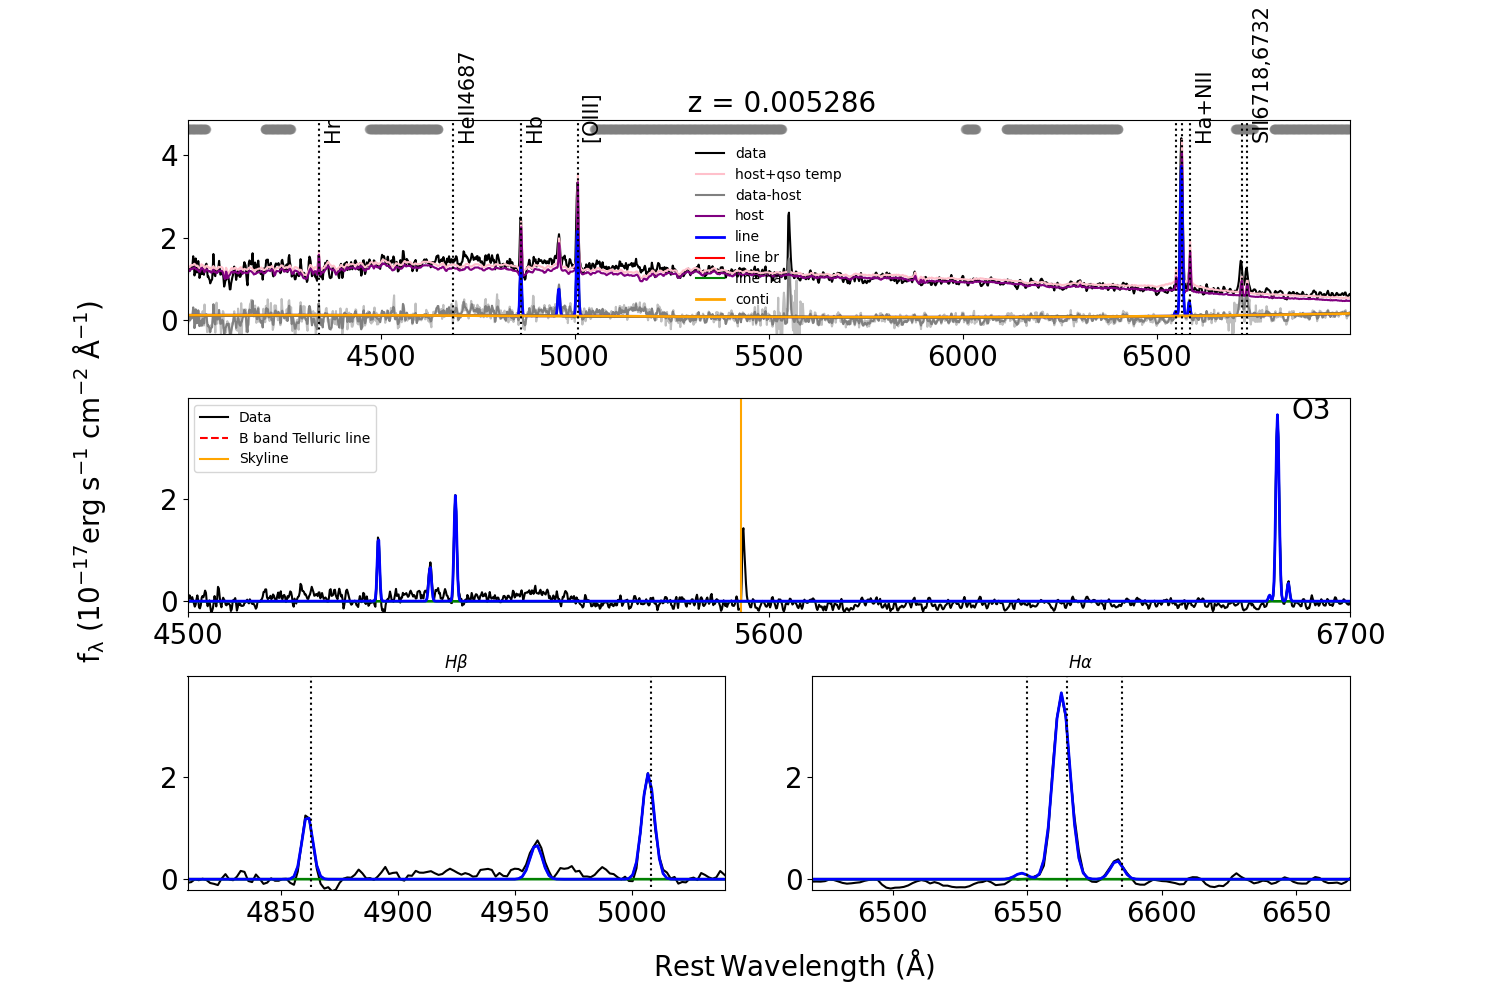 z = 0.005286
Hr
HeII4687
Hb
[OIII]
Ha+NII
SII6718,6732
data
host+qso temp
data-host
host
line
line br
line na
conti
4
2
0
4500 5000 5500 6000 6500
fλ (10⁻¹⁷erg s⁻¹ cm⁻² Å⁻¹)
Data
B band Telluric line
Skyline
O3
2
0
4500 5600 6700
Hβ
2
0
4850 4900 4950 5000
Hα
2
0
6500 6550 6600 6650
Rest Wavelength (Å)